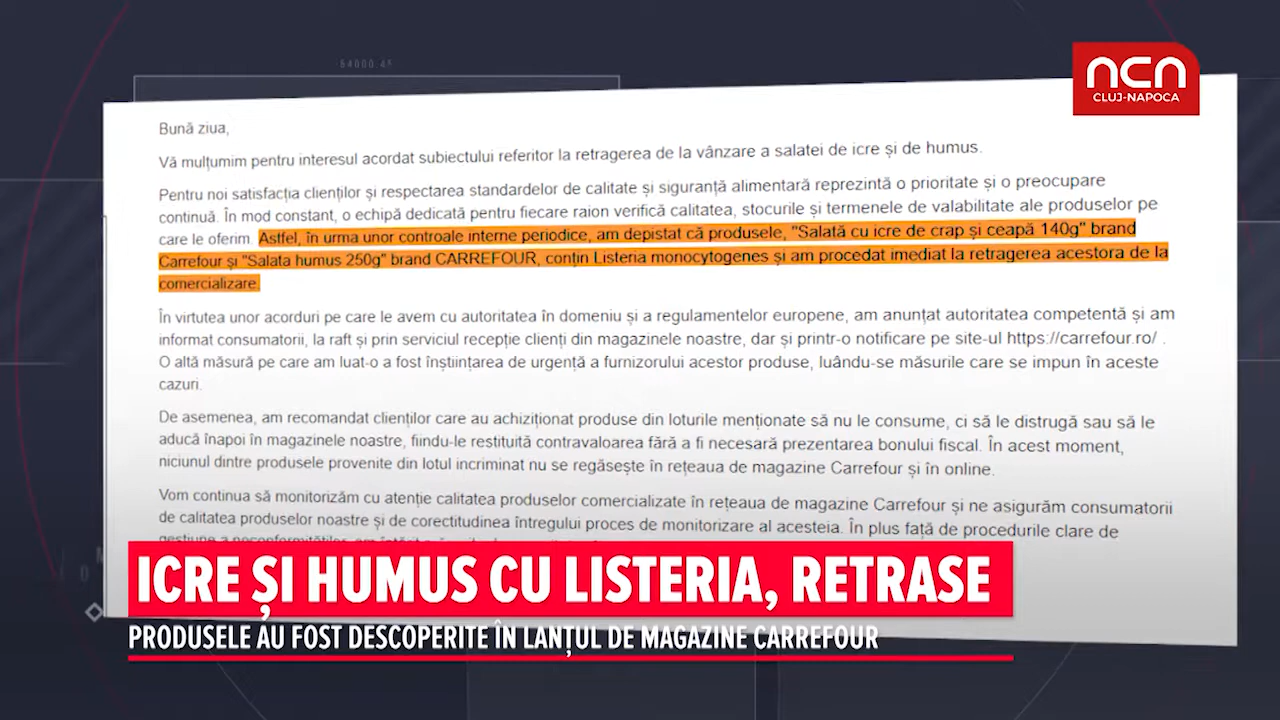 54000.45
ncn
CLUJ-NAPOCA
Bună ziua,
Vă mulțumim pentru interesul acordat subiectului referitor la retragerea de la vânzare a salatei de icre și de humus.
Pentru noi satisfacția clienților și respectarea standardelor de calitate și siguranță alimentară reprezintă o prioritate și o preocupare
continuă. În mod constant, o echipă dedicată pentru fiecare raion verifică calitatea, stocurile și termenele de valabilitate ale produselor pe
care le oferim. Astfel, în urma unor controale interne periodice, am depistat că produsele, "Salată cu icre de crap și ceapă 140g" brand
Carrefour și "Salata humus 250g" brand CARREFOUR, conțin Listeria monocytogenes și am procedat imediat la retragerea acestora de la
comercializare.
În virtutea unor acorduri pe care le avem cu autoritatea în domeniu și a regulamentelor europene, am anunțat autoritatea competentă și am
informat consumatorii, la raft și prin serviciul recepție clienți din magazinele noastre, dar și printr-o notificare pe site-ul https://carrefour.ro/ .
O altă măsură pe care am luat-o a fost înștiințarea de urgență a furnizorului acestor produse, luându-se măsurile care se impun în aceste
cazuri.
De asemenea, am recomandat clienților care au achiziționat produse din loturile menționate să nu le consume, ci să le distrugă sau să le
aducă înapoi în magazinele noastre, fiindu-le restituită contravaloarea fără a fi necesară prezentarea bonului fiscal. În acest moment,
niciunul dintre produsele provenite din lotul incriminat nu se regăsește în rețeaua de magazine Carrefour și în online.
Vom continua să monitorizăm cu atenție calitatea produselor comercializate în rețeaua de magazine Carrefour și ne asigurăm consumatorii
de calitatea produselor noastre și de corectitudinea întregului proces de monitorizare al acesteia. În plus față de procedurile clare de
ICRE ȘI HUMUS CU LISTERIA, RETRASE
PRODUSELE AU FOST DESCOPERITE ÎN LANȚUL DE MAGAZINE CARREFOUR